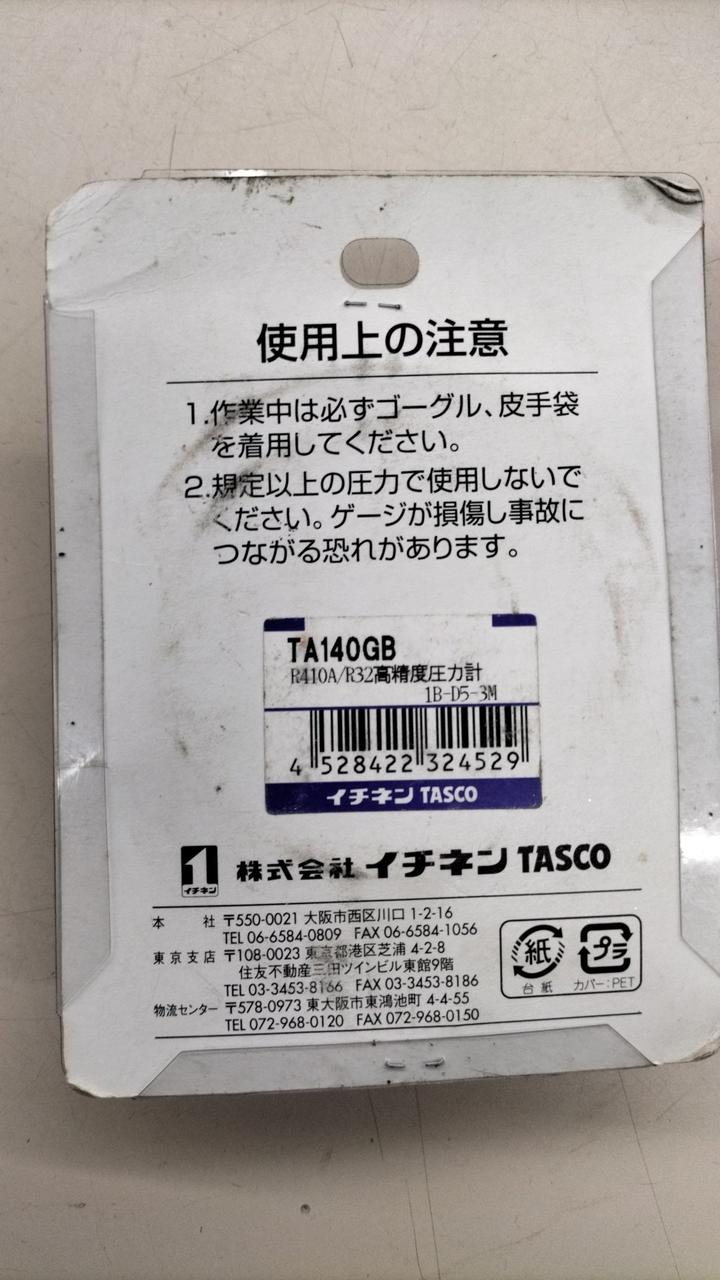 使用上の注意
1.作業中は必ずゴーグル、皮手袋
を着用してください。
2.規定以上の圧力で使用しないで
ください。ゲージが損傷し事故に
つながる恐れがあります。
TA140GB
R410A/R32高精度圧力計
1B-D5-3M
4 528422 324529
イチネン TASCO
1 イチネン 株式会社 イチネン TASCO
本 社 〒550-0021 大阪市西区川口 1-2-16
TEL 06-6584-0809 FAX 06-6584-1056
東京支店 〒108-0023 東京都港区芝浦 4-2-8
住友不動産三田ツインビル東館9階
TEL 03-3453-8166 FAX 03-3453-8186
物流センター 〒578-0973 東大阪市東鴻池町 4-4-55
TEL 072-968-0120 FAX 072-968-0150
紙 プラ
台紙 カバー:PET